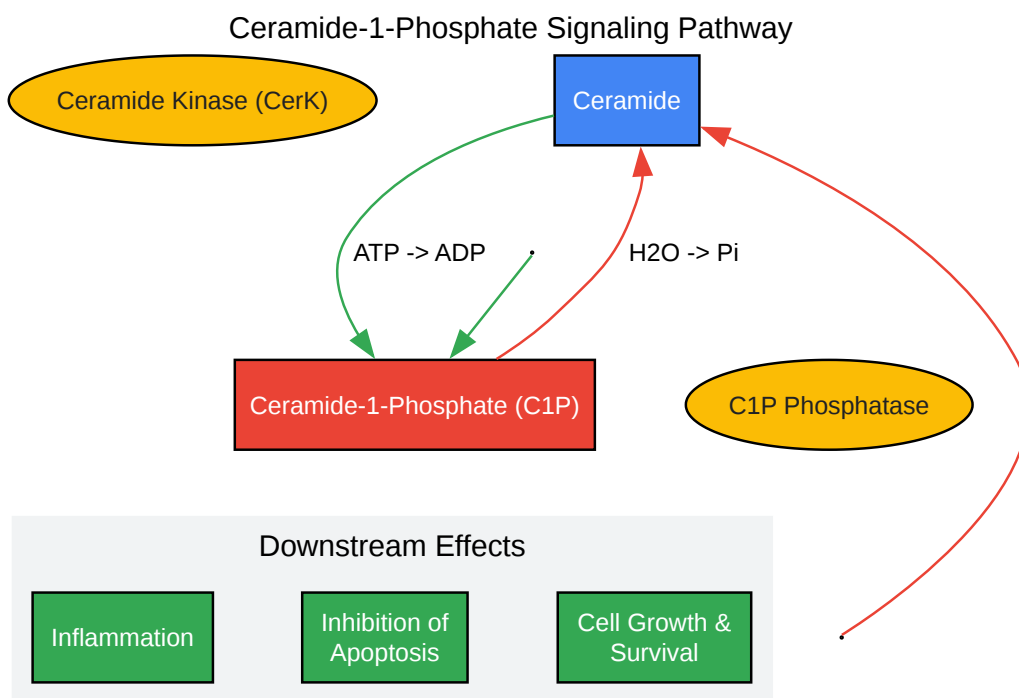 Ceramide-1-Phosphate Signaling Pathway
Ceramide Kinase (CerK)
Ceramide
ATP -> ADP
H2O -> Pi
Ceramide-1-Phosphate (C1P)
C1P Phosphatase
Downstream Effects
Inflammation
Inhibition of
Apoptosis
Cell Growth &
Survival